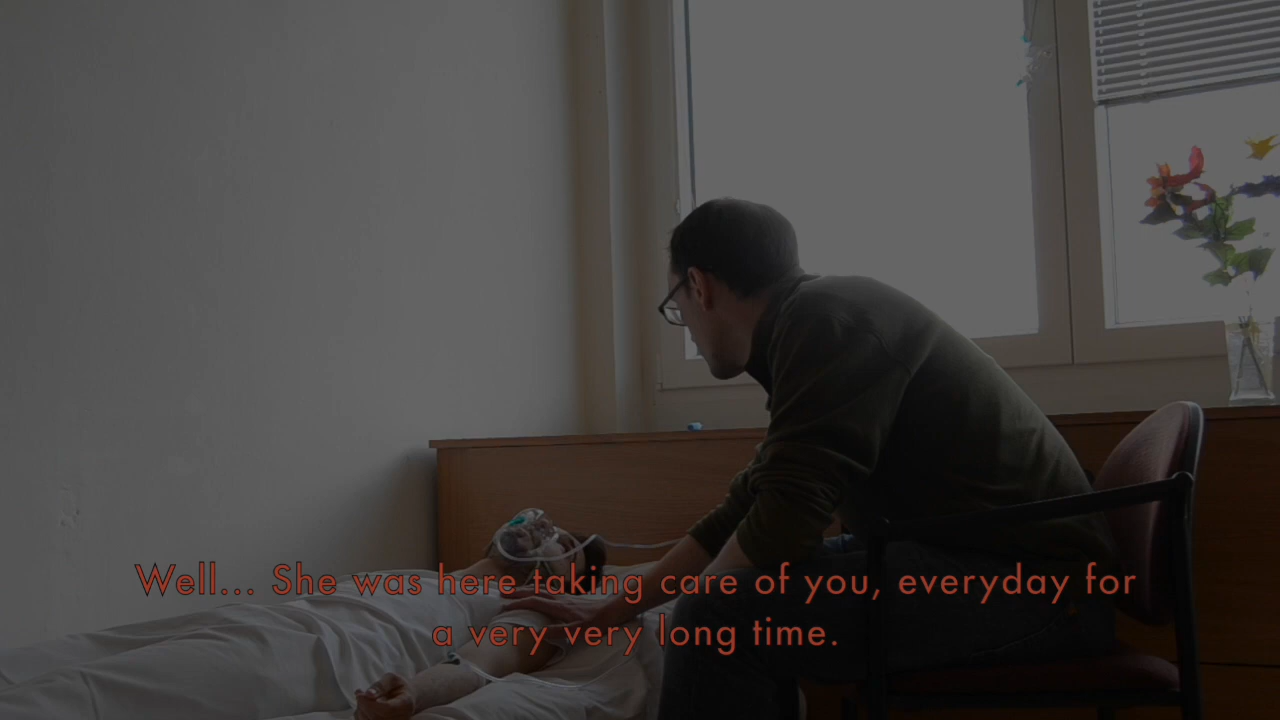 Well... She was here taking care of you, everyday for
a very very long time.